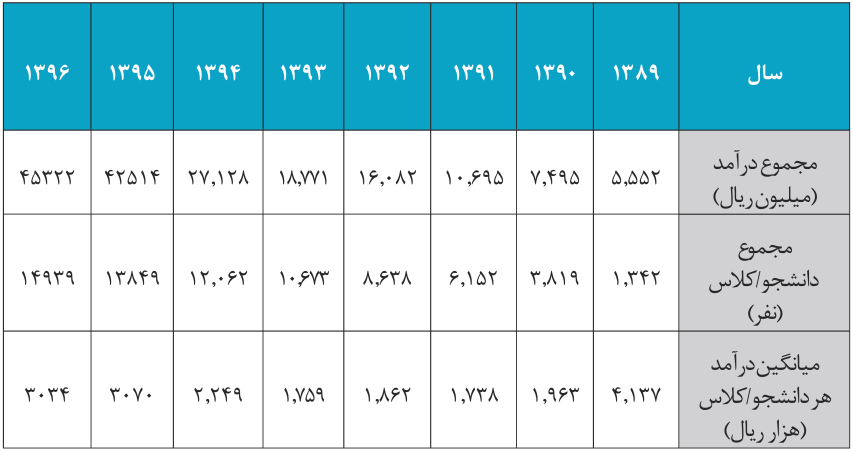 سال ۱۳۸۹ ۱۳۹۰ ۱۳۹۱ ۱۳۹۲ ۱۳۹۳ ۱۳۹۴ ۱۳۹۵ ۱۳۹۶
مجموع درآمد
(میلیون ریال)
۵,۵۵۲ ۷,۴۹۵ ۱۰,۶۹۵ ۱۶,۰۸۲ ۱۸,۷۷۱ ۲۷,۱۲۸ ۴۲۵۱۴ ۴۵۳۲۲
مجموع
دانشجو/کلاس
(نفر)
۱,۳۴۲ ۳,۸۱۹ ۶,۱۵۲ ۸,۶۳۸ ۱۰,۶۷۳ ۱۲,۰۶۲ ۱۳۸۴۹ ۱۴۹۳۹
میانگین درآمد
هر دانشجو/کلاس
(هزار ریال)
۴,۱۳۷ ۱,۹۶۳ ۱,۷۳۸ ۱,۸۶۲ ۱,۷۵۹ ۲,۲۴۹ ۳۰۷۰ ۳۰۳۴